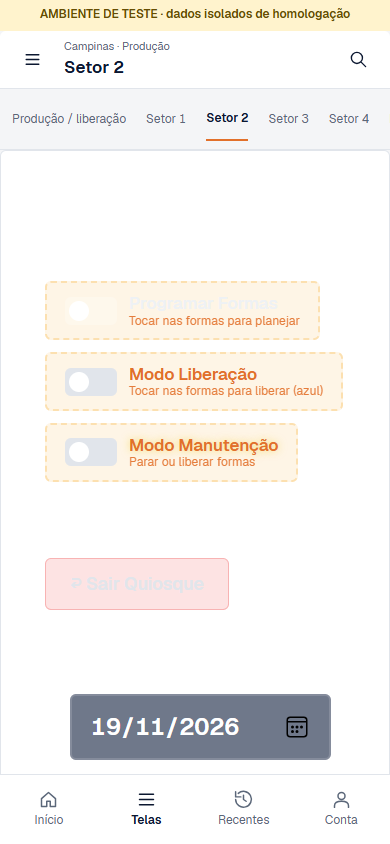 AMBIENTE DE TESTE · dados isolados de homologação
Campinas · Produção
Setor 2
Produção / liberação Setor 1 Setor 2 Setor 3 Setor 4
Programar Formas
Tocar nas formas para planejar
Modo Liberação
Tocar nas formas para liberar (azul)
Modo Manutenção
Parar ou liberar formas
Sair Quiosque
19/11/2026
Início Telas Recentes Conta